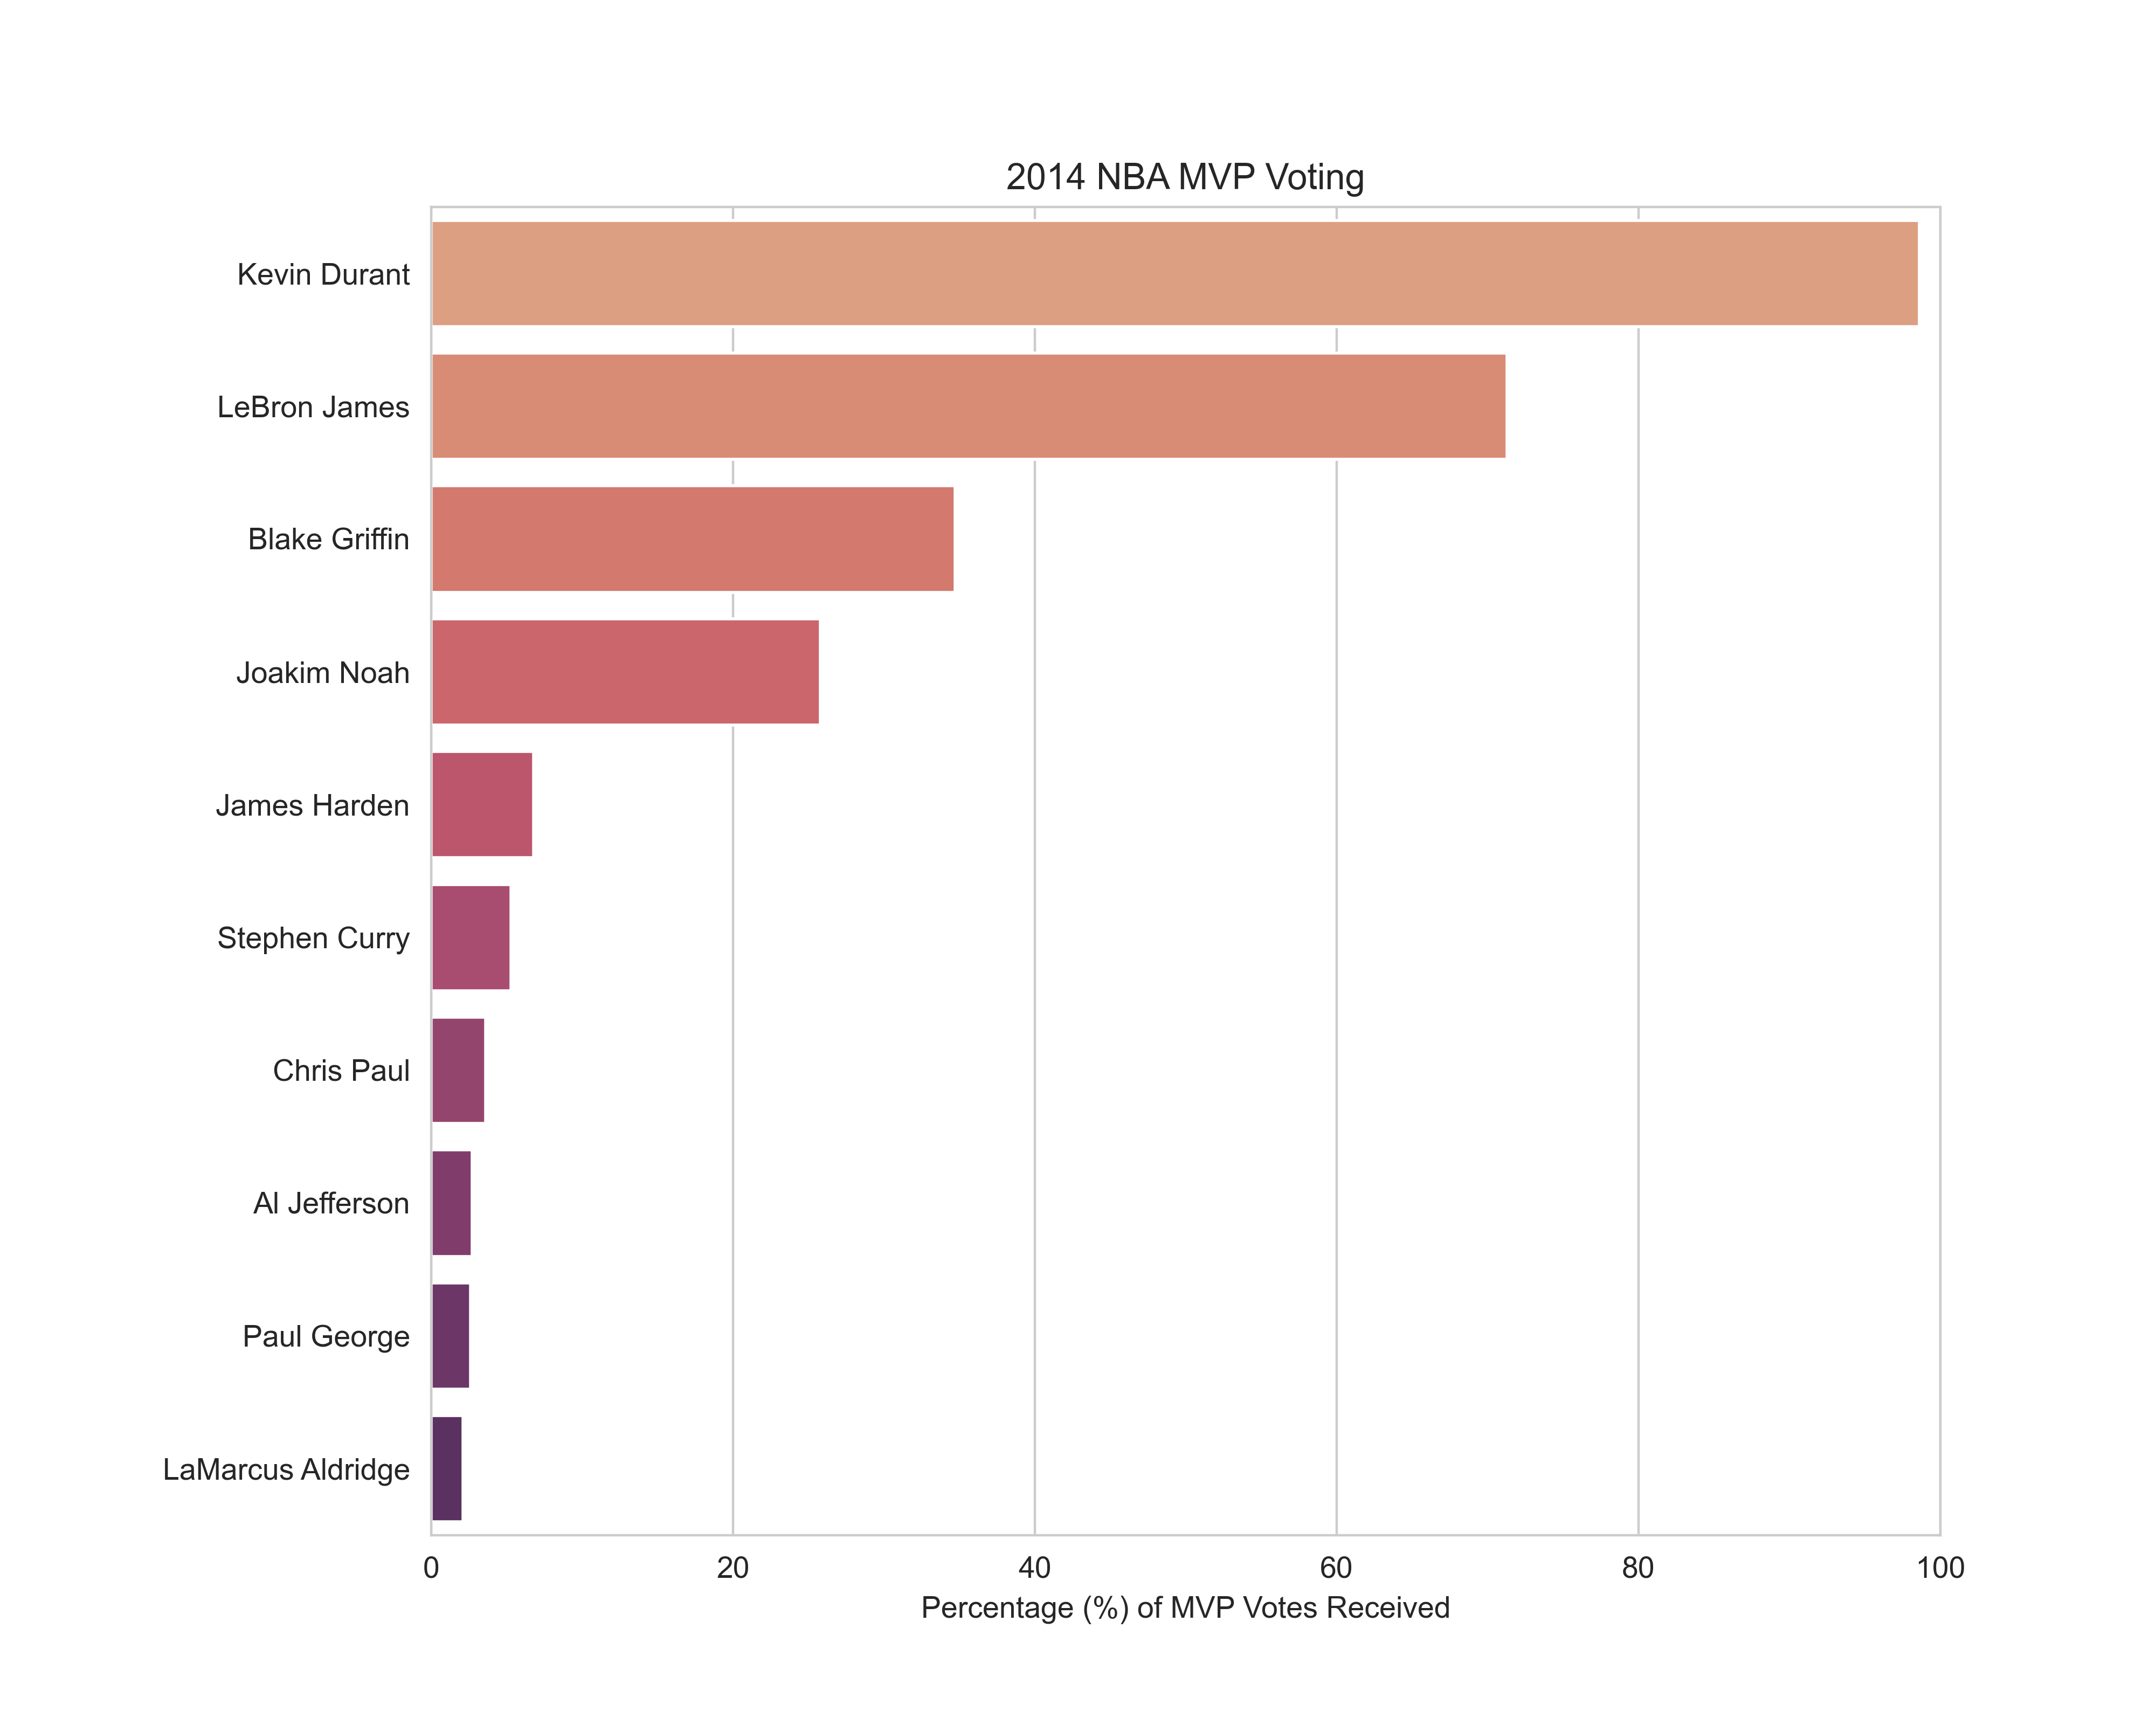 2014 NBA MVP Voting
Kevin Durant
LeBron James
Blake Griffin
Joakim Noah
James Harden
Stephen Curry
Chris Paul
Al Jefferson
Paul George
LaMarcus Aldridge
0 20 40 60 80 100
Percentage (%) of MVP Votes Received